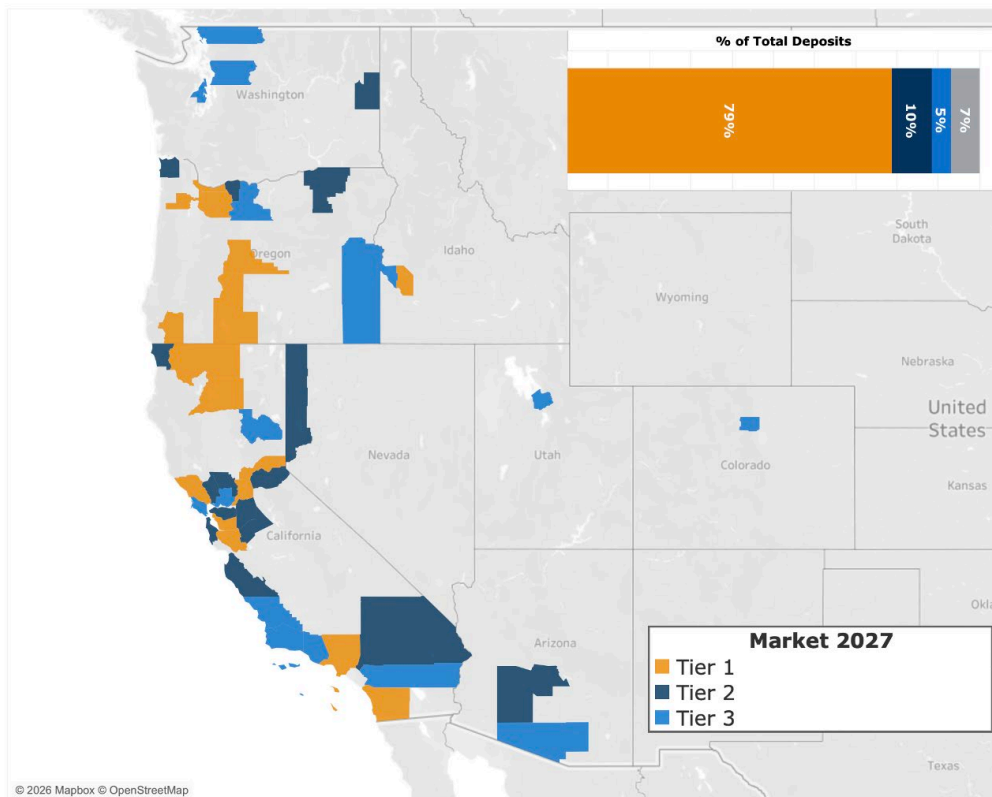 % of Total Deposits
79%
10%
5%
7%
Washington
Oregon
Idaho
South
Dakota
Wyoming
Nebraska
United
States
Nevada
Utah
Colorado
Kansas
California
Arizona
Okla
Market 2027
Tier 1
Tier 2
Tier 3
Texas
© 2026 Mapbox © OpenStreetMap